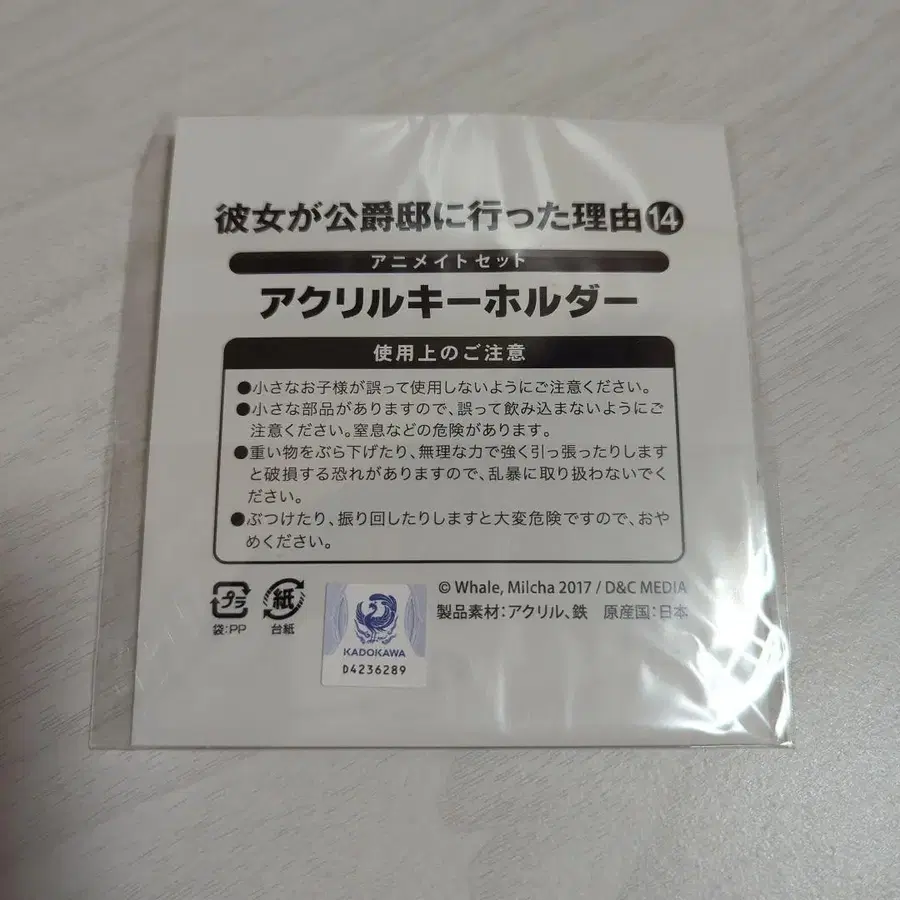 彼女が公爵邸に行った理由⓮
アニメイトセット
アクリルキーホルダー
使用上のご注意
●小さなお子様が誤って使用しないようにご注意ください。
●小さな部品がありますので、誤って飲み込まないようにご
注意ください。窒息などの危険があります。
●重い物をぶら下げたり、無理な力で強く引っ張ったりします
と破損する恐れがありますので、乱暴に取り扱わないでく
ださい。
●ぶつけたり、振り回したりしますと大変危険ですので、おや
めください。
プラ
袋:PP
紙
台紙
KADOKAWA
D4236289
© Whale, Milcha 2017 / D&C MEDIA
製品素材:アクリル、鉄 原産国:日本